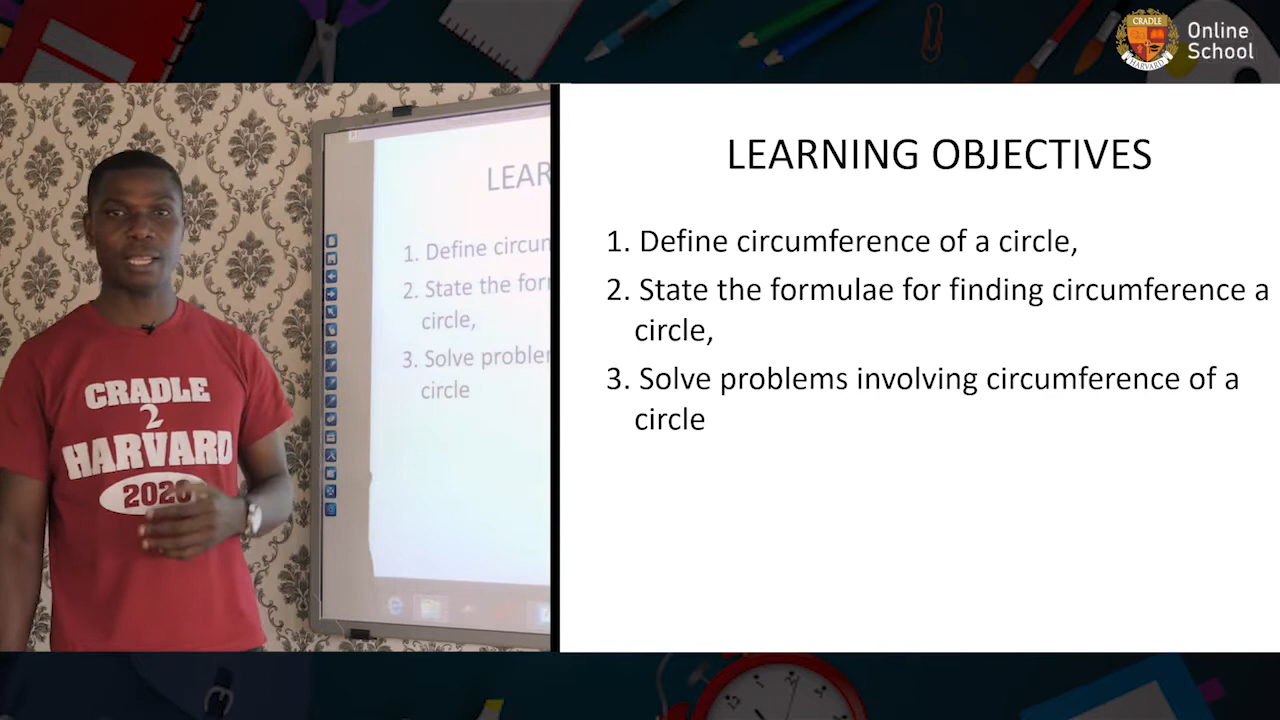 CRADLE
HARVARD
Online
School
CRADLE
2
HARVARD
2020
LEAR
1. Define circum
2. State the for
circle,
3. Solve proble
circle
LEARNING OBJECTIVES
1. Define circumference of a circle,
2. State the formulae for finding circumference a
circle,
3. Solve problems involving circumference of a
circle